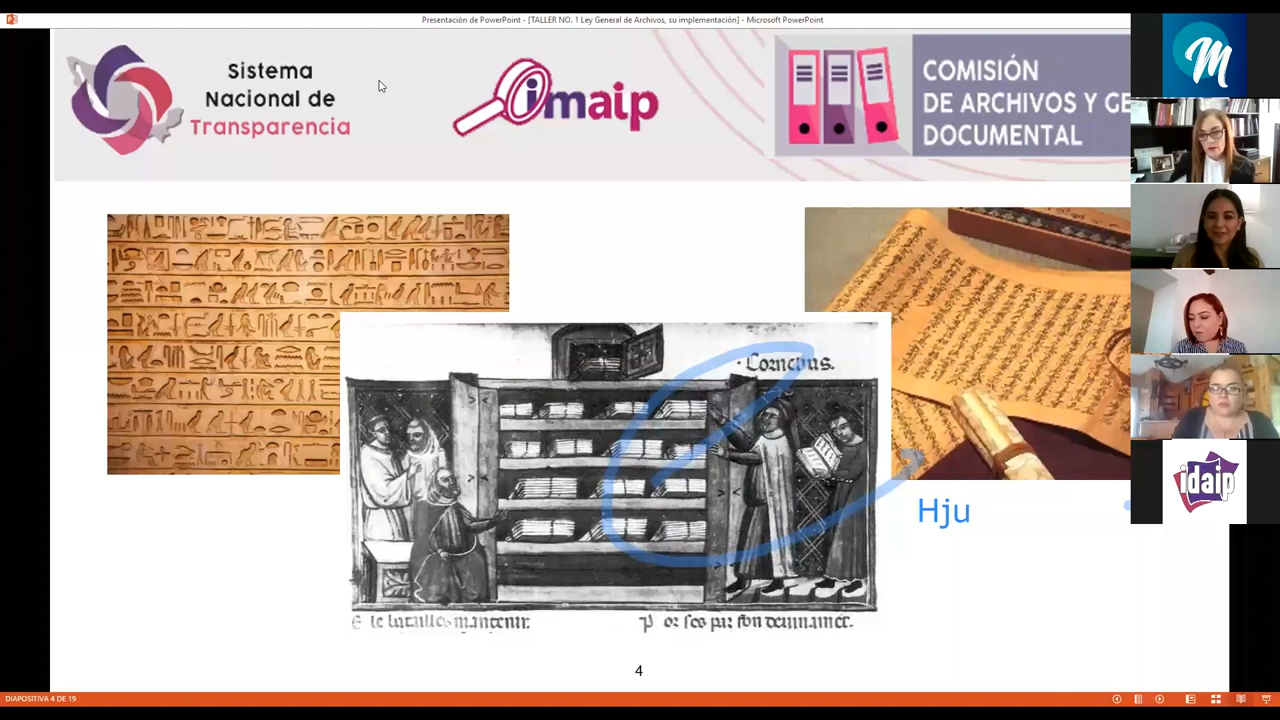 Presentación de PowerPoint - [TALLER NO. 1 Ley General de Archivos, su implementación] - Microsoft PowerPoint
Sistema
Nacional de
Transparencia
imaip
COMISIÓN
DE ARCHIVOS Y GE
DOCUMENTAL
M
Hju
idaip
4
DIAPOSITIVA 4 DE 19